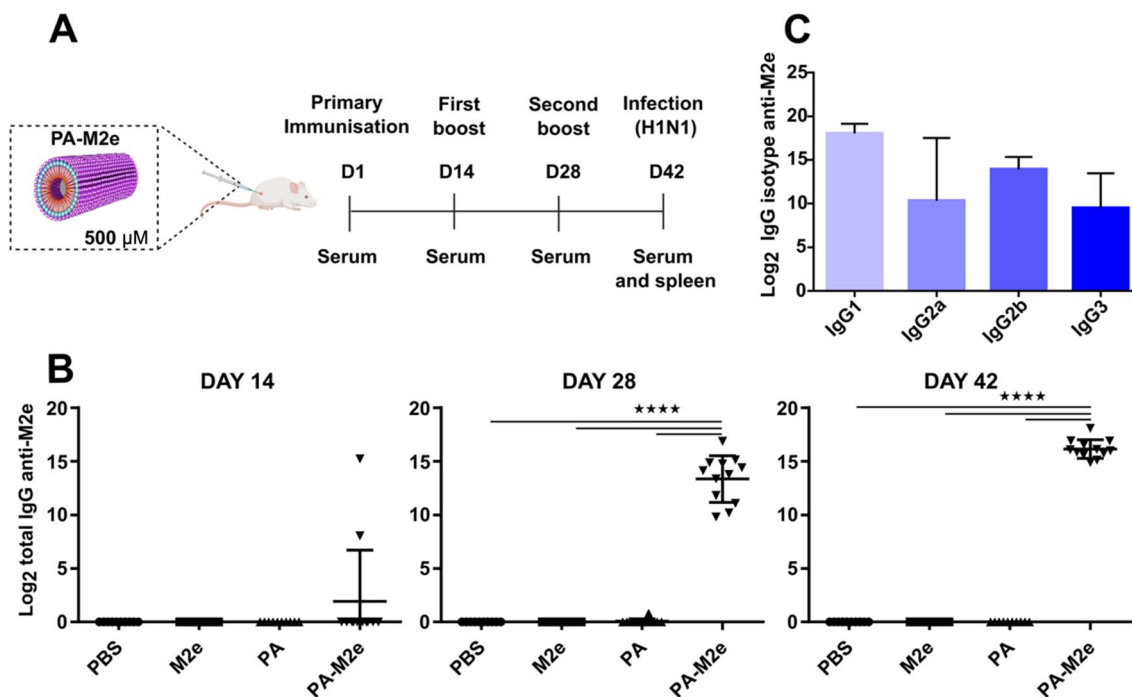 A
PA-M2e
500 µM
Primary Immunisation
First boost
Second boost
Infection (H1N1)
D1
D14
D28
D42
Serum
Serum
Serum
Serum and spleen
C
Log2 IgG isotype anti-M2e
25
20
15
10
5
0
IgG1
IgG2a
IgG2b
IgG3
B
Log2 total IgG anti-M2e
DAY 14
20
15
10
5
0
PBS
M2e
PA
PA-M2e
DAY 28
★★★★
20
15
10
5
0
PBS
M2e
PA
PA-M2e
DAY 42
★★★★
20
15
10
5
0
PBS
M2e
PA
PA-M2e